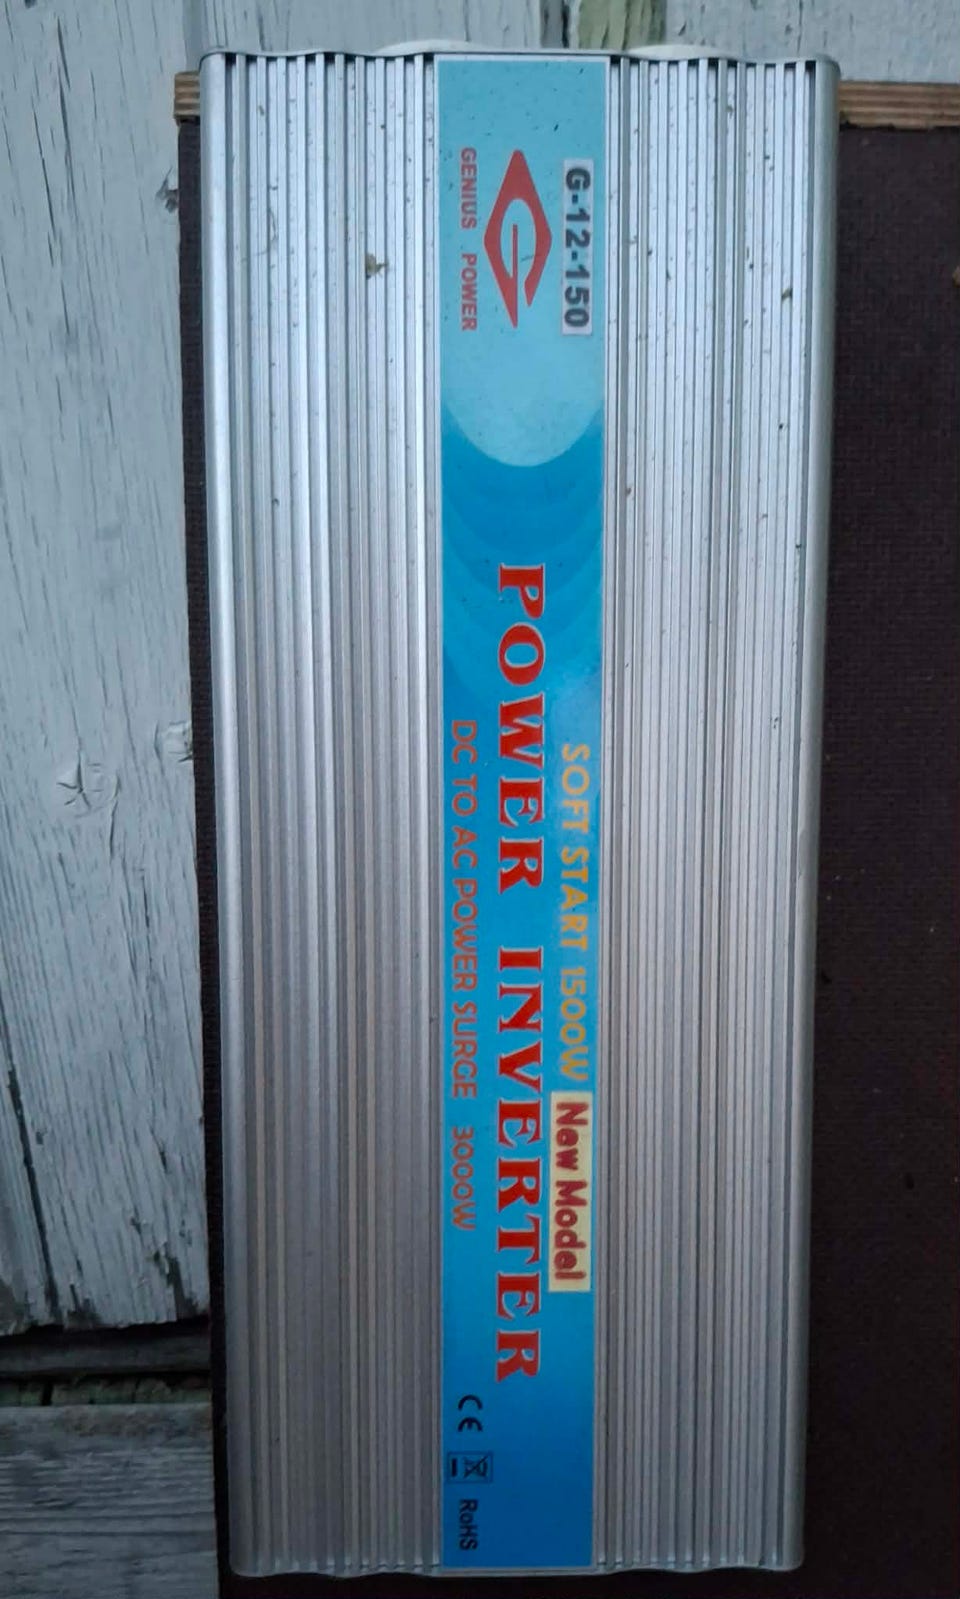 G-12-150
GENIUS POWER
SOFT START 1500W New Model
POWER INVERTER
DC TO AC POWER SURGE 3000W
CE RoHS